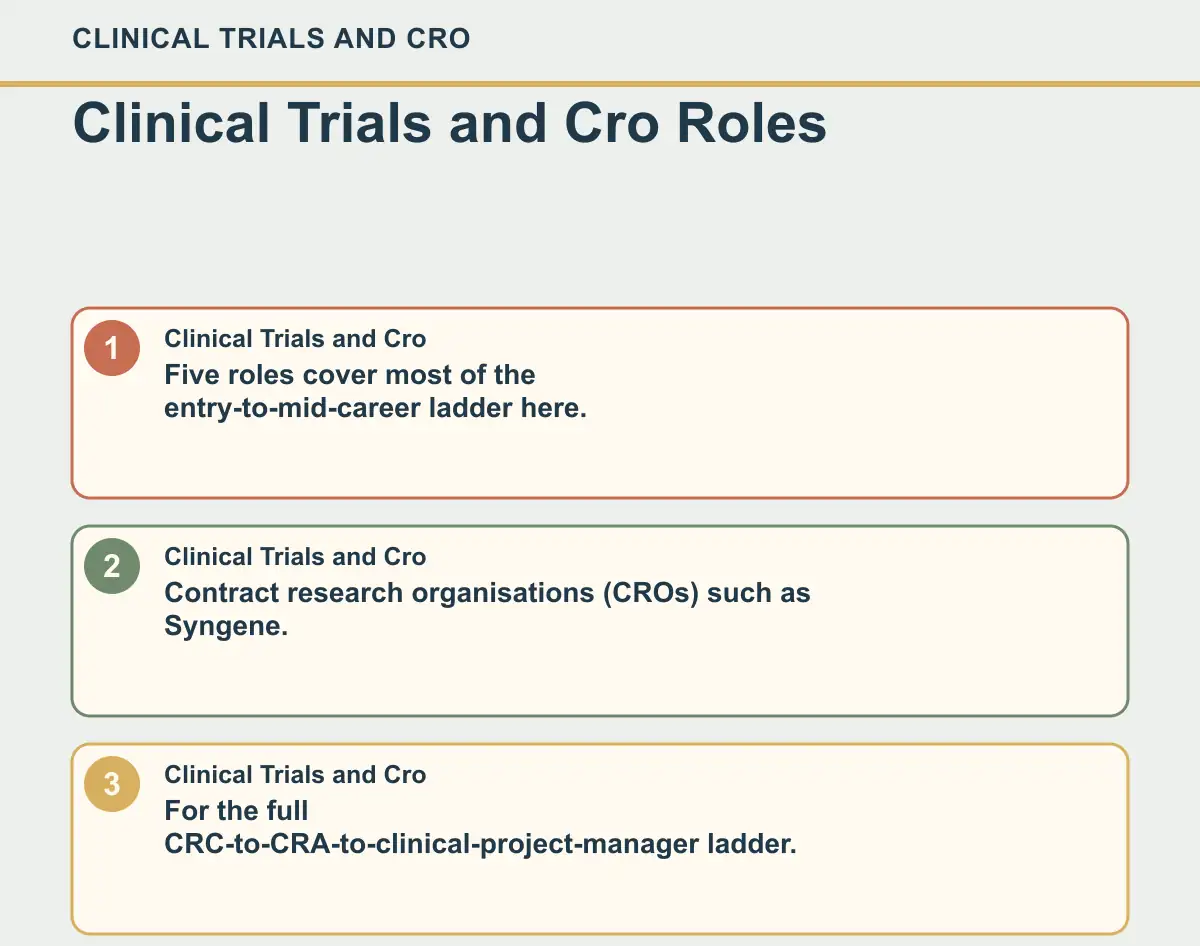 CLINICAL TRIALS AND CRO
Clinical Trials and Cro Roles
1
Clinical Trials and Cro
Five roles cover most of the
entry-to-mid-career ladder here.
2
Clinical Trials and Cro
Contract research organisations (CROs) such as
Syngene.
3
Clinical Trials and Cro
For the full
CRC-to-CRA-to-clinical-project-manager ladder.